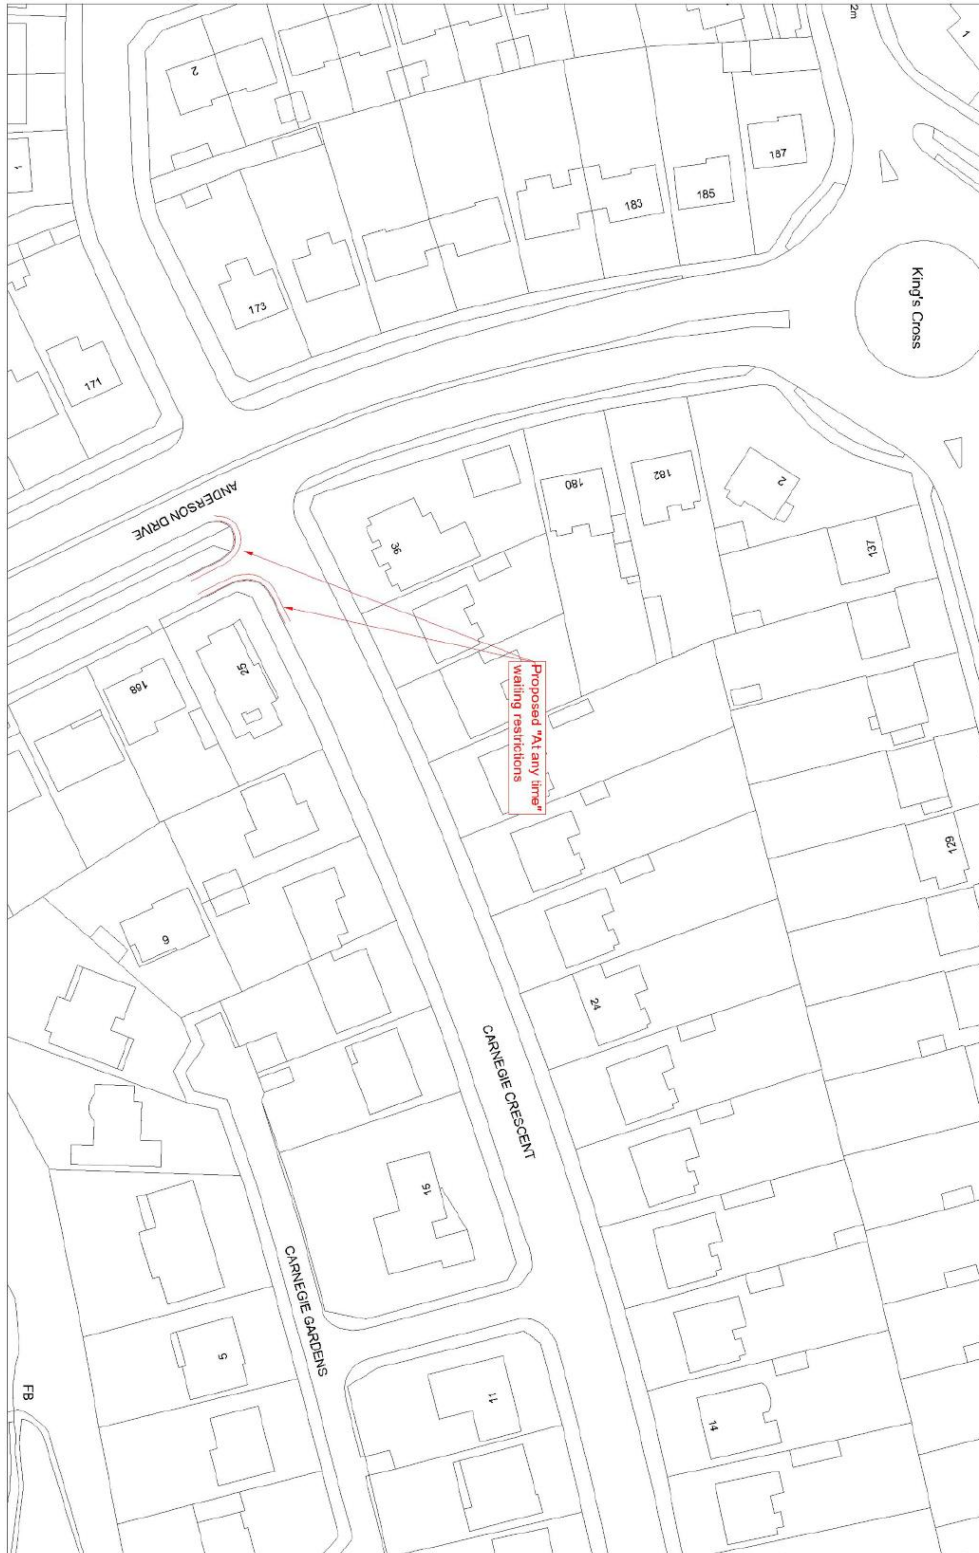 2m
1
2
1
187
185
183
King's Cross
173
171
ANDERSON DRIVE
36
180
182
2
137
Proposed "At any time"
waiting restrictions
25
168
129
6
24
CARNEGIE CRESCENT
15
CARNEGIE GARDENS
5
11
14
FB